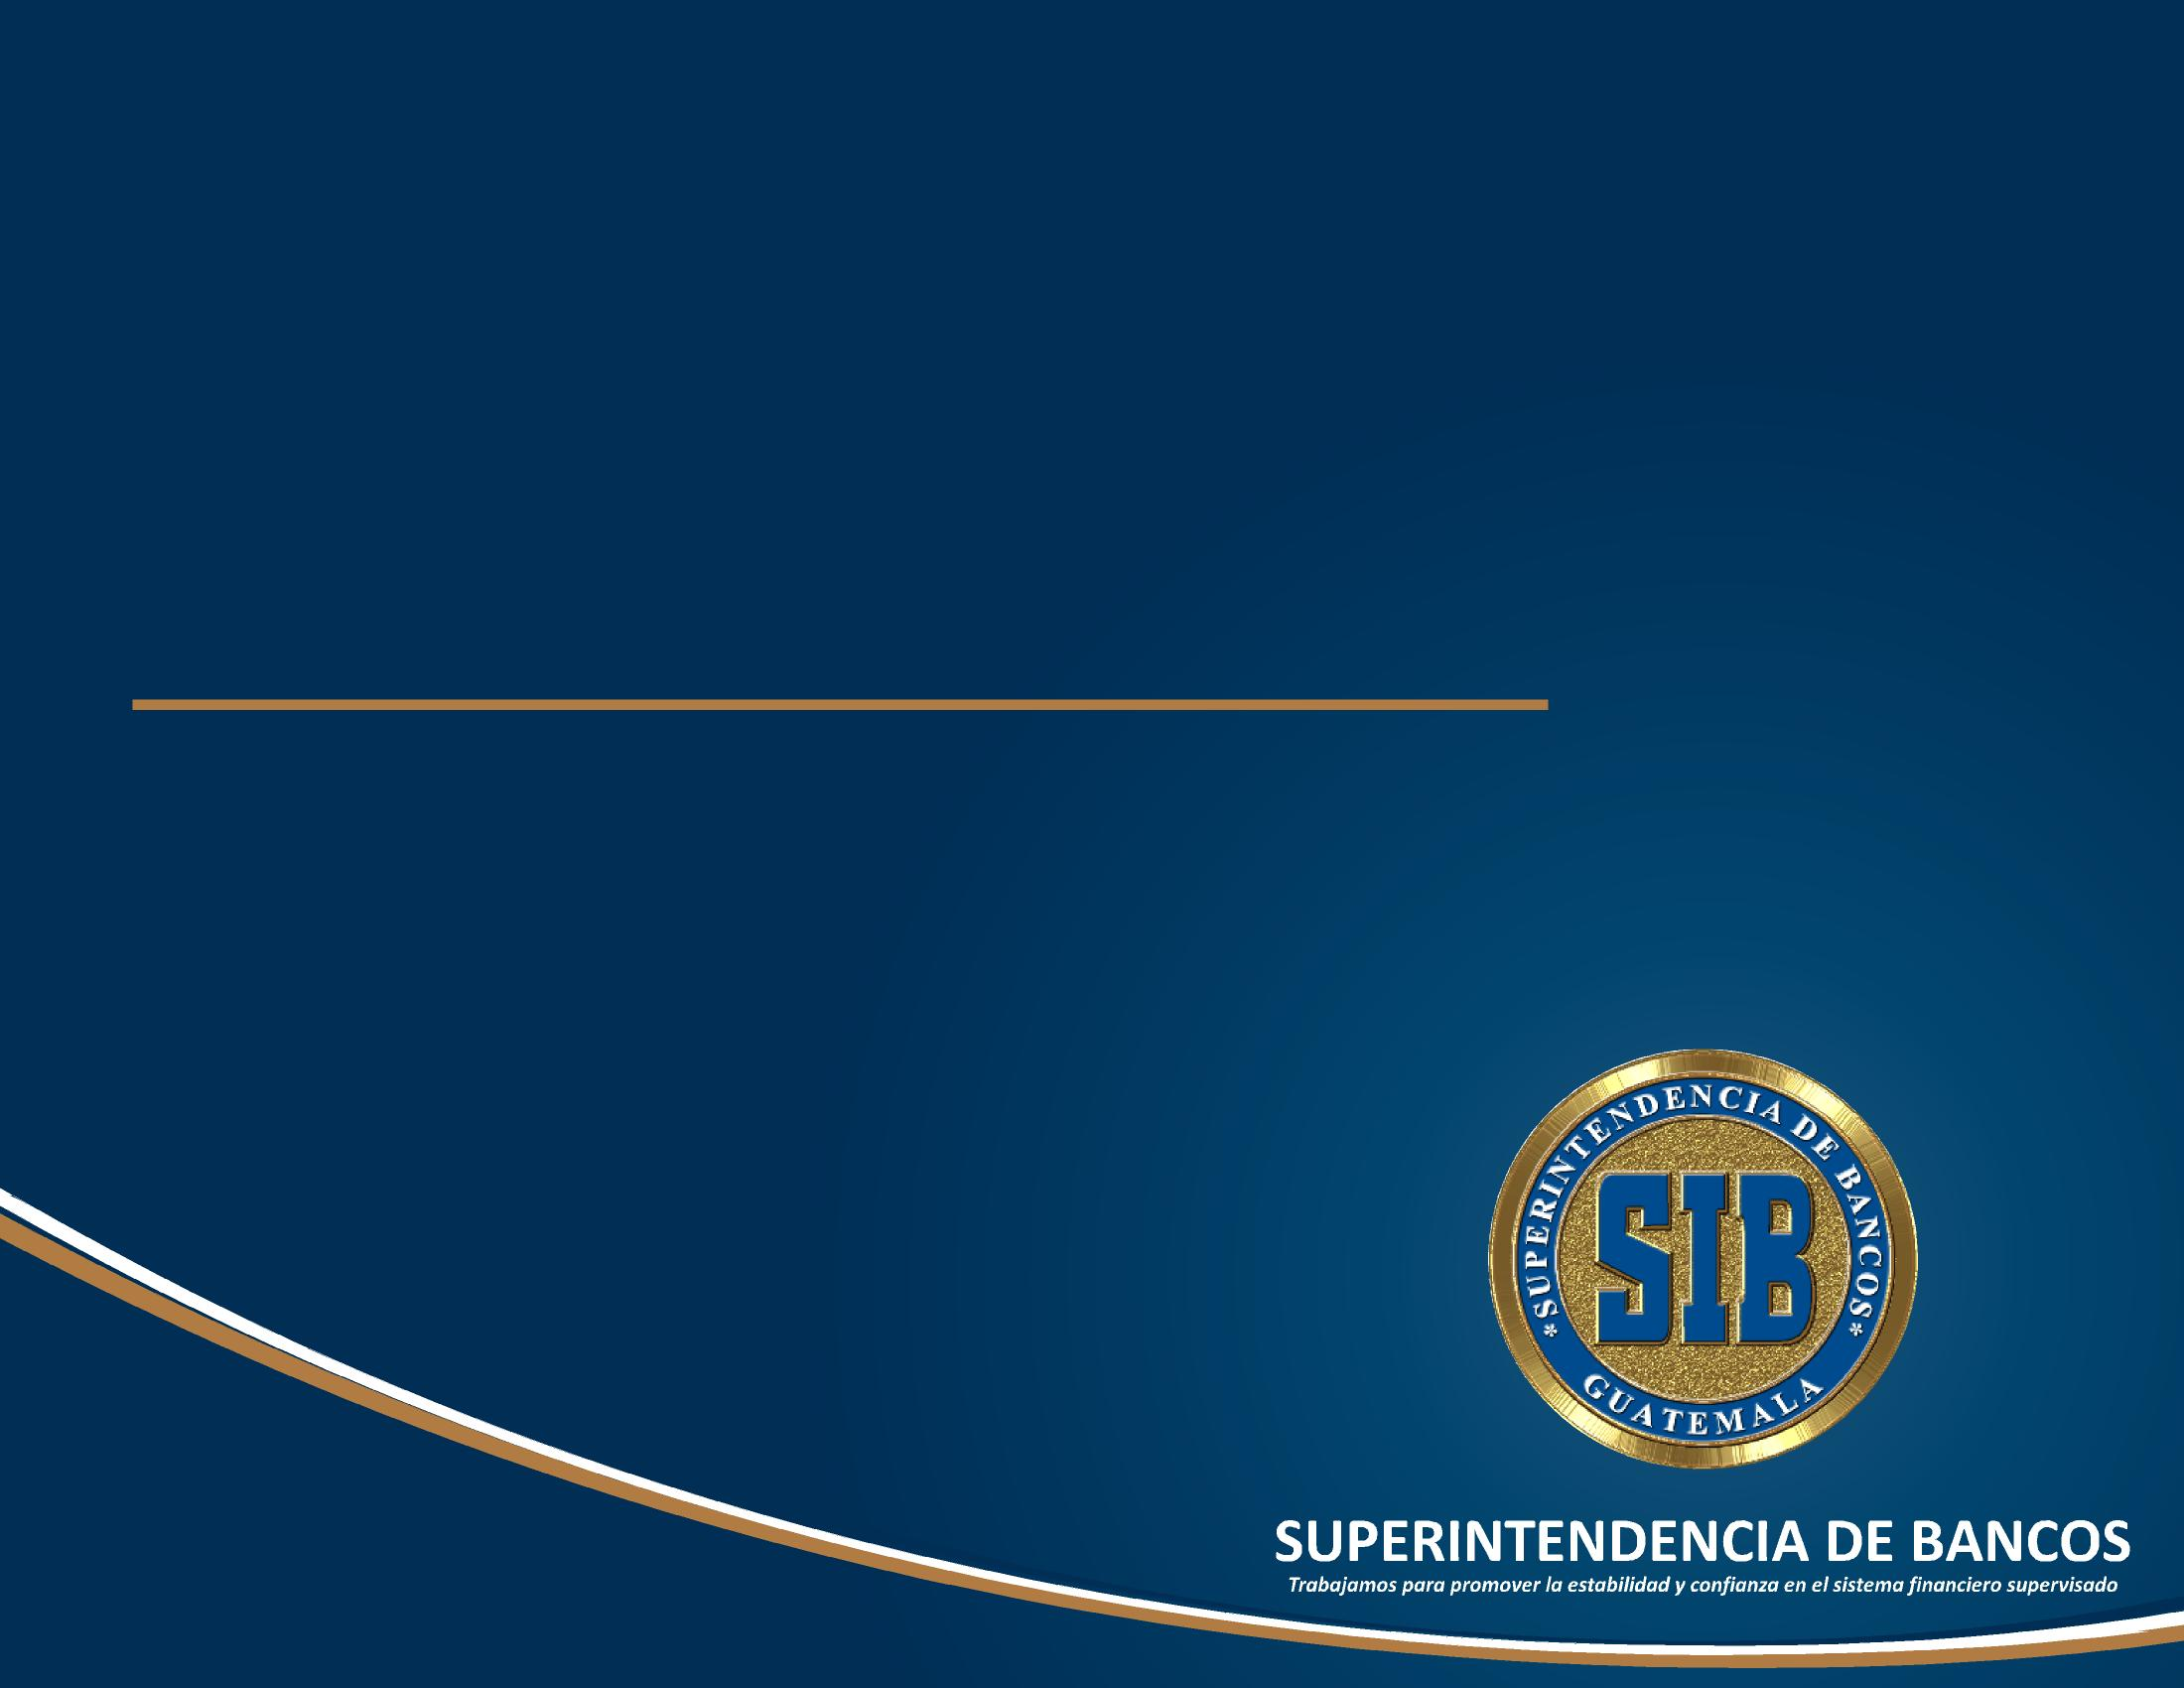 * SUPERINTENDENCIA DE BANCOS *
SIB
GUATEMALA
SUPERINTENDENCIA DE BANCOS
Trabajamos para promover la estabilidad y confianza en el sistema financiero supervisado